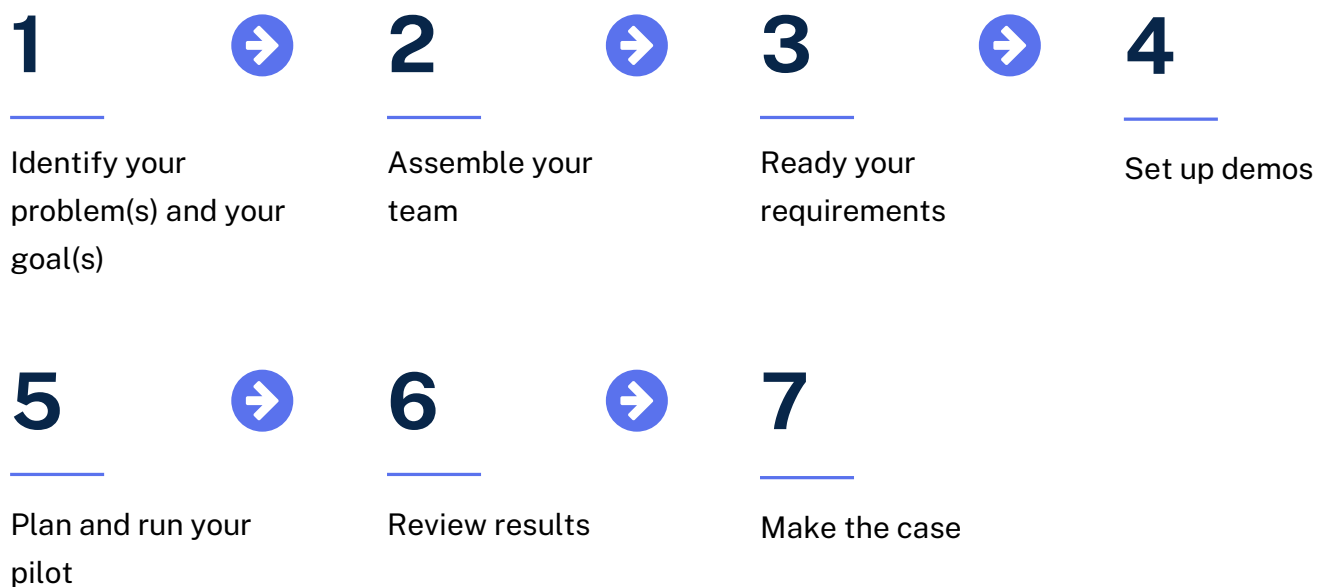 1
Identify your
problem(s) and your
goal(s)
2
Assemble your
team
3
Ready your
requirements
4
Set up demos
5
Plan and run your
pilot
6
Review results
7
Make the case